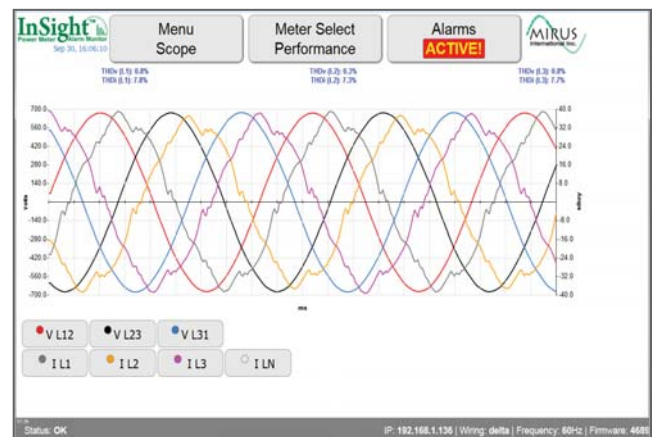 InSight™
Power Meter Alarm Monitor
Sep 30, 16:06:10
Menu
Scope
Meter Select
Performance
Alarms
ACTIVE!
MIRUS
International Inc.
THDv (L1): 0.8%
THDi (L1): 7.8%
THDv (L2): 0.3%
THDi (L2): 7.3%
THDv (L3): 0.8%
THDi (L3): 7.7%
700.0
560.0
420.0
280.0
140.0
-140.0
-280.0
-420.0
-560.0
-700.0
volts
40.0
32.0
24.0
16.0
8.0
-8.0
-16.0
-24.0
-32.0
-40.0
amps
ms
V L12
V L23
V L31
I L1
I L2
I L3
I LN
Status: OK
IP: 192.168.1.136 | Wiring: delta | Frequency: 60Hz | Firmware: 4689